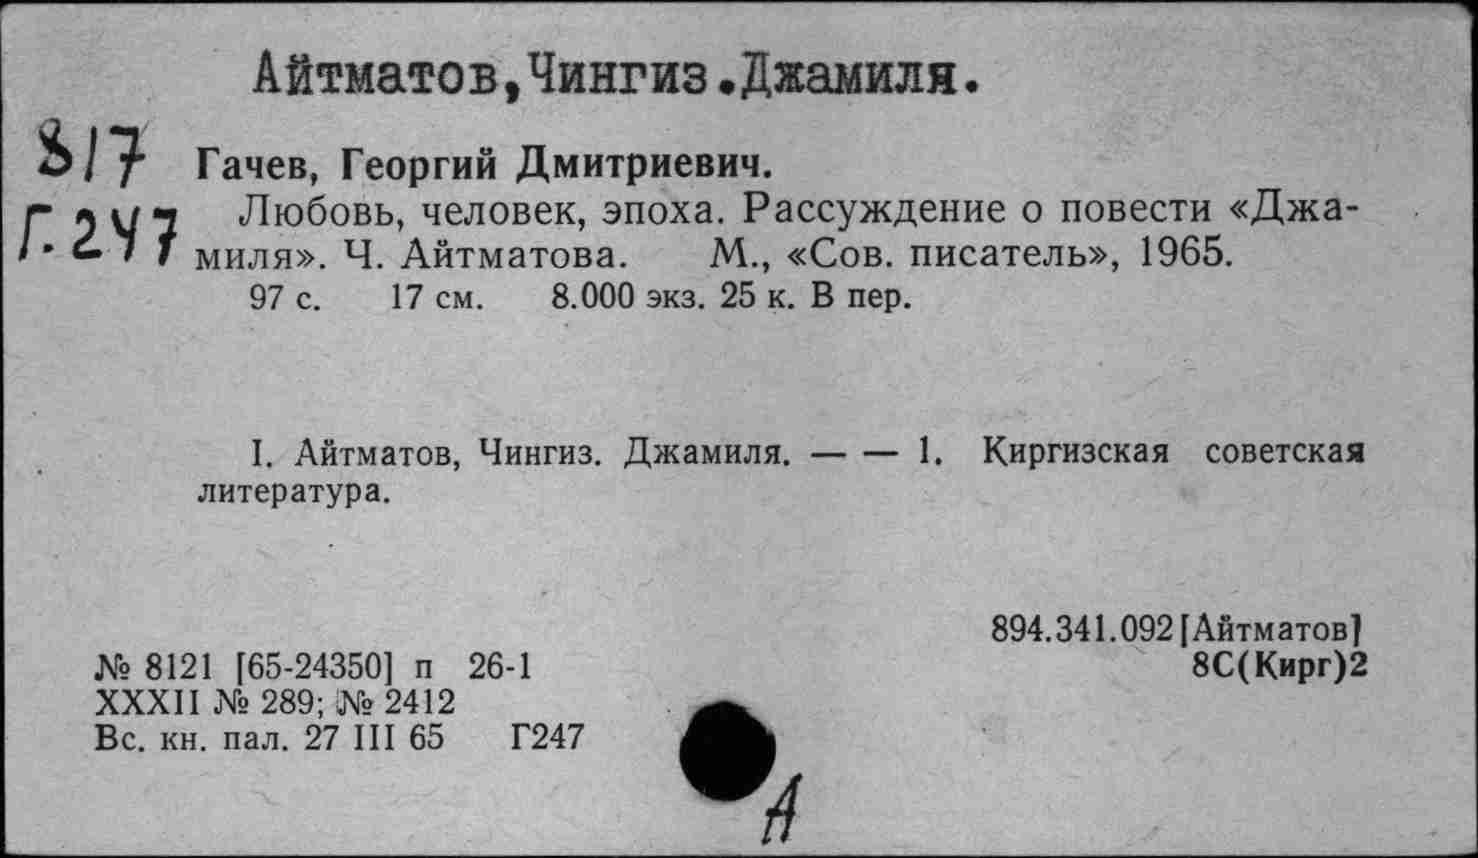 Айтматов, Чингиз. Джамиля.
8/7
Г.247
Гачев, Георгий Дмитриевич.
Любовь, человек, эпоха. Рассуждение о повести «Джа-
миля». Ч. Айтматова. М., «Сов. писатель», 1965.
97 с. 17 см. 8.000 экз. 25 к. В пер.
I. Айтматов, Чингиз. Джамиля. — — 1. Киргизская советская
литература.
894.341.092[Айтматов]
8С(Кирг)2
№ 8121 [65-24350] п 26-1
XXXII № 289; № 2412
Вс. кн. пал. 27 III 65 Г247
А